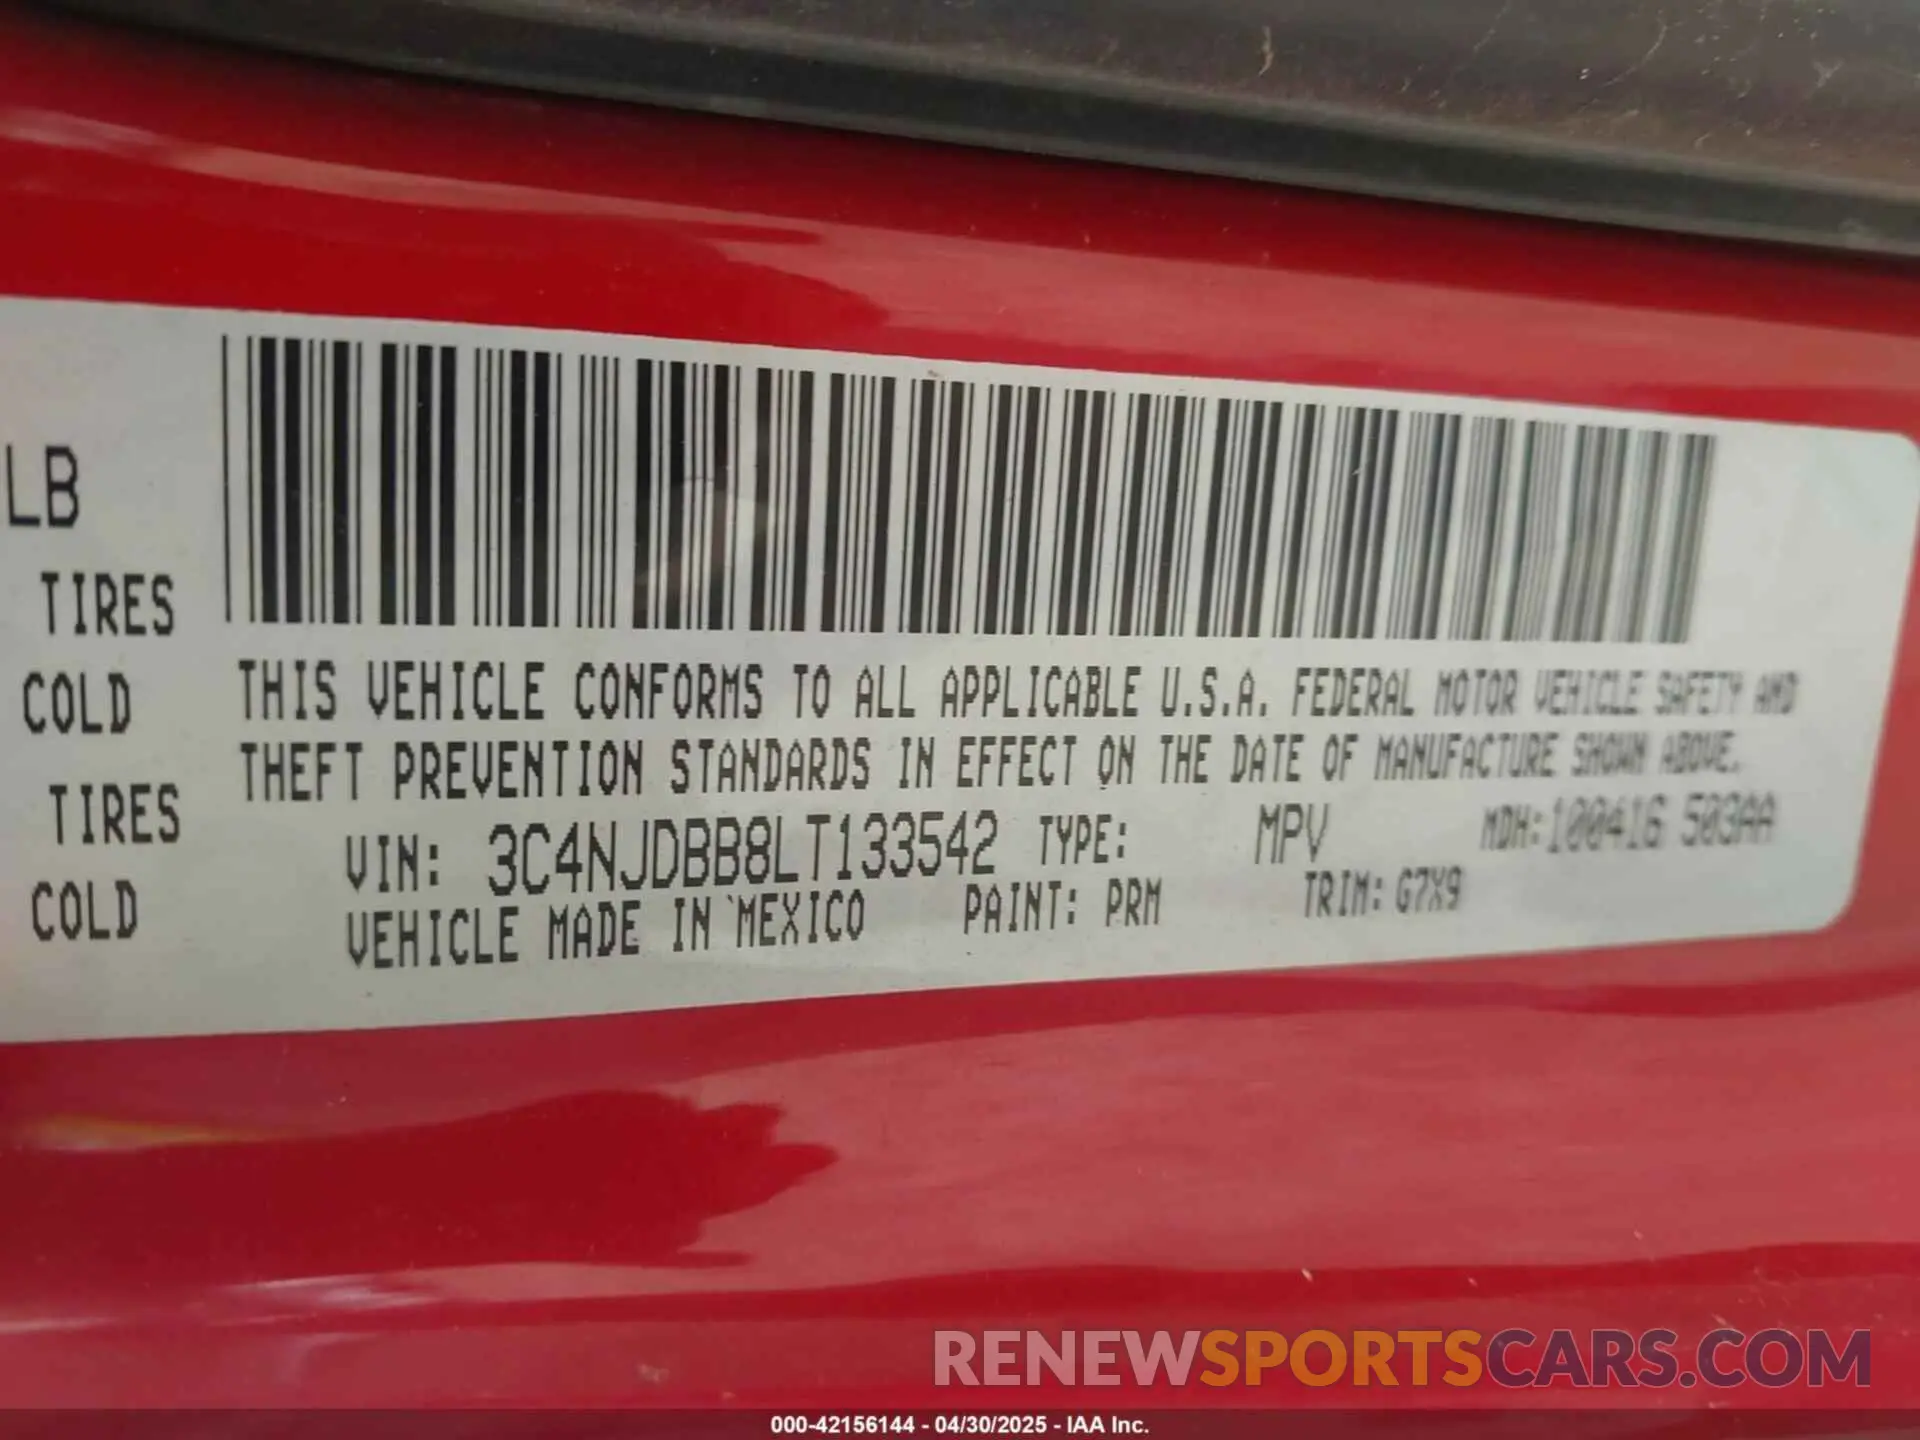 LB
TIRES
COLD
TIRES
COLD
THIS VEHICLE CONFORMS TO ALL APPLICABLE U.S.A. FEDERAL MOTOR VEHICLE SAFETY AND
THEFT PREVENTION STANDARDS IN EFFECT ON THE DATE OF MANUFACTURE SHOWN ABOVE.
VIN: 3C4NJDBB8LT133542 TYPE: MPV MDH: 100416 503AA
VEHICLE MADE IN MEXICO PAINT: PRM TRIM: G7X9
RENEWSPORTSCARS.COM
000-42156144 - 04/30/2025 - IAA Inc.